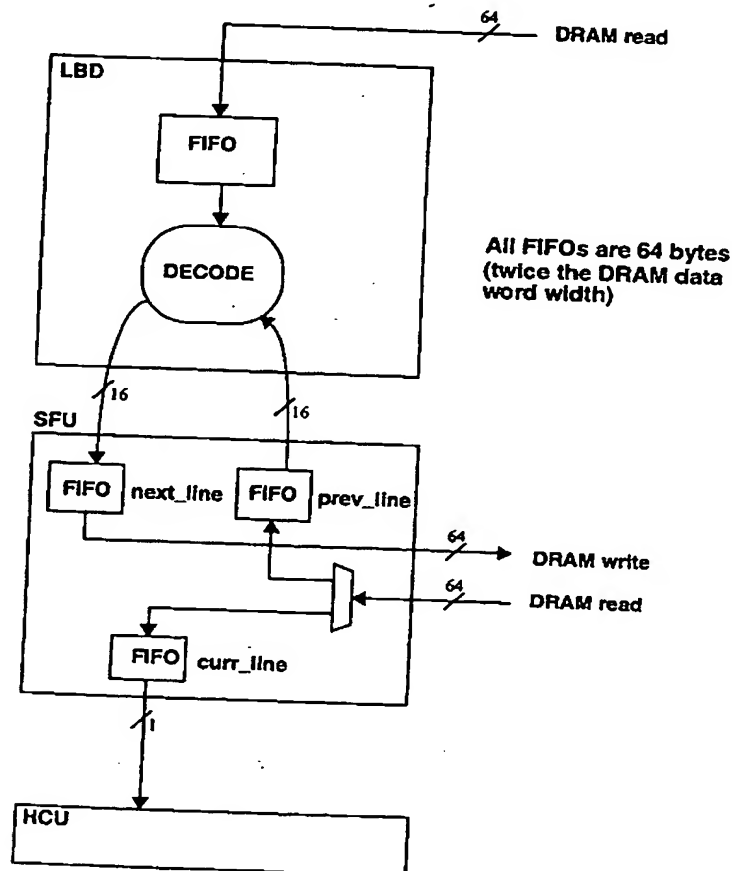 64
DRAM read
LBD
FIFO
DECODE
All FIFOs are 64 bytes
(twice the DRAM data
word width)
16
16
SFU
FIFO
next_line
FIFO
prev_line
64
DRAM write
64
DRAM read
FIFO
curr_line
1
HCU